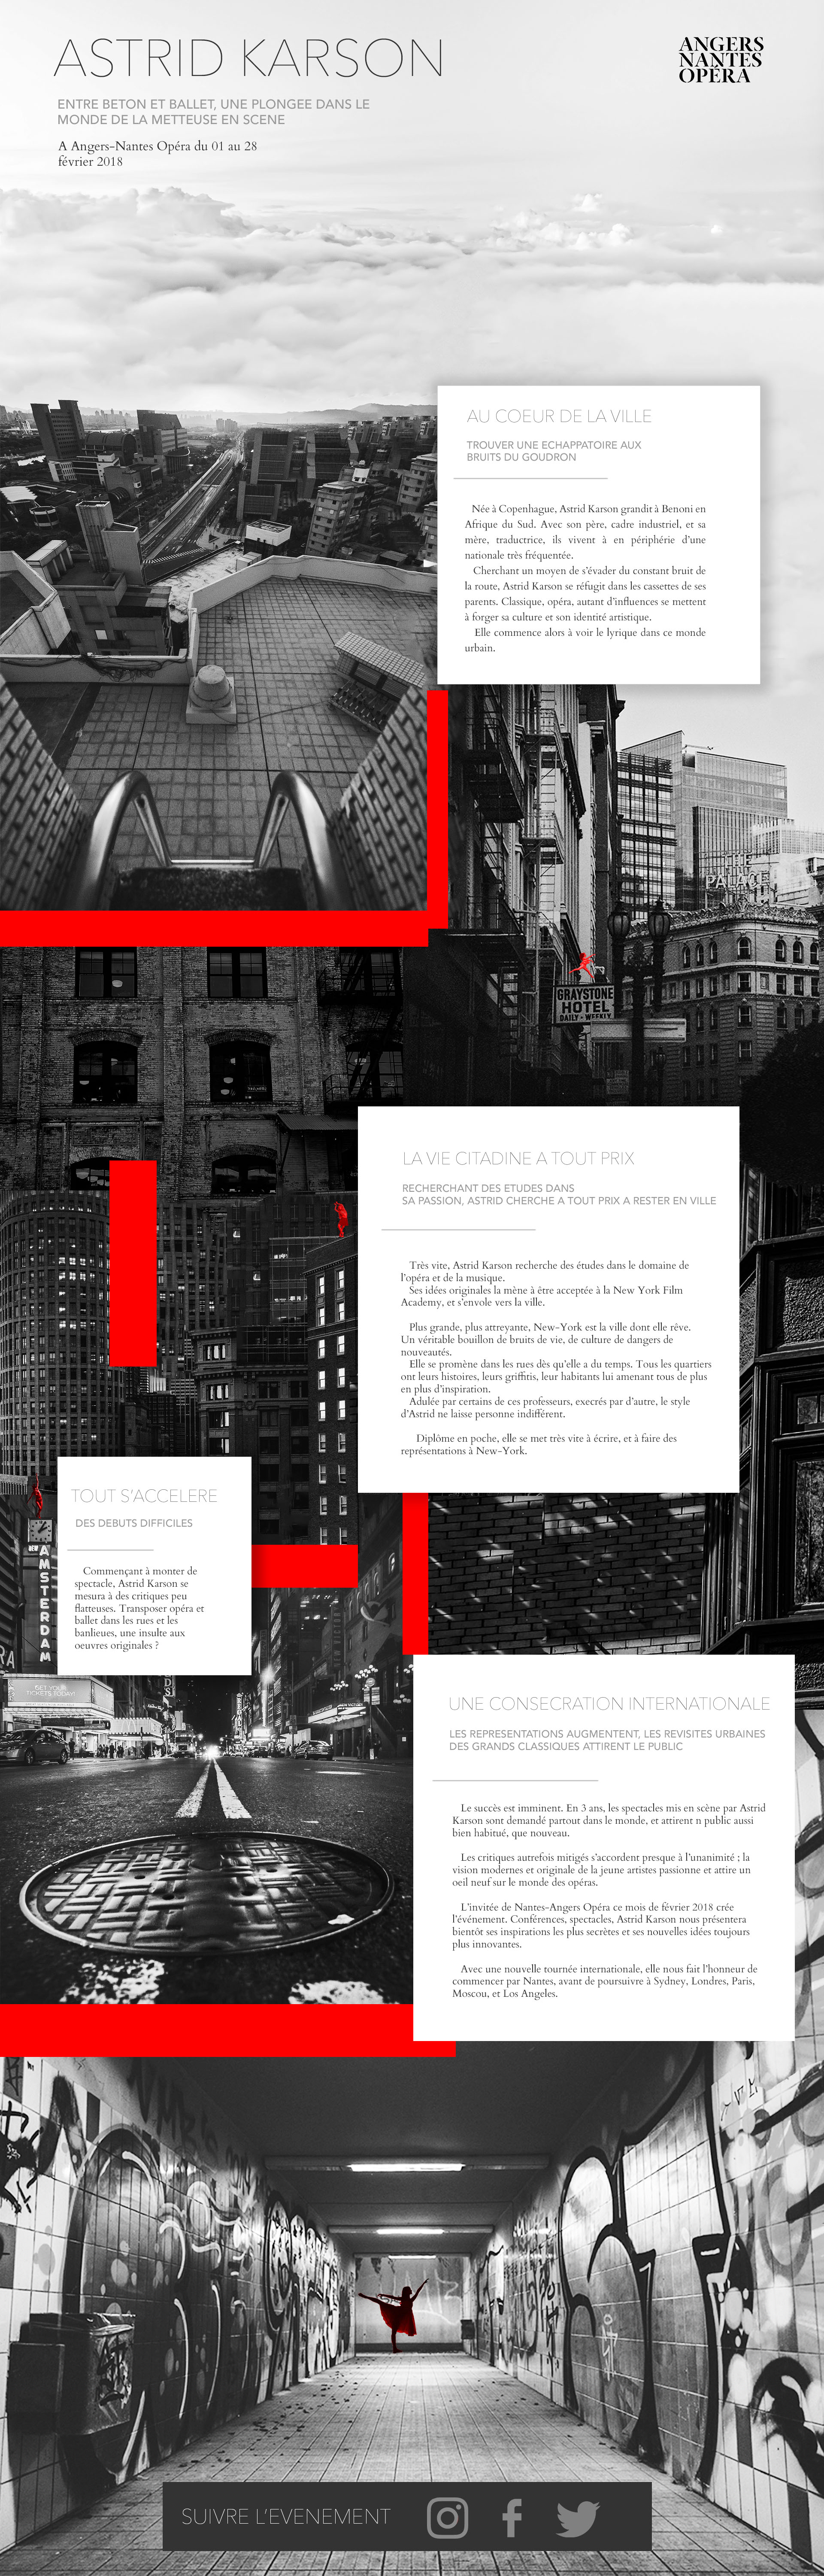 ASTRID KARSON
ANGERS
NANTES
OPÉRA
ENTRE BETON ET BALLET, UNE PLONGEE DANS LE
MONDE DE LA METTEUSE EN SCENE
A Angers-Nantes Opéra du 01 au 28
février 2018
AU COEUR DE LA VILLE
TROUVER UNE ECHAPPATOIRE AUX
BRUITS DU GOUDRON
Née à Copenhague, Astrid Karson grandit à Benoni en
Afrique du Sud. Avec son père, cadre industriel, et sa
mère, traductrice, ils vivent à en périphérie d'une
nationale très fréquentée.
Cherchant un moyen de s'évader du constant bruit de
la route, Astrid Karson se réfugit dans les cassettes de ses
parents. Classique, opéra, autant d'influences se mettent
à forger sa culture et son identité artistique.
Elle commence alors à voir le lyrique dans ce monde
urbain.
THE
PALACE
GRAYSTONE
HOTEL
DAILY - WEEKLY
LA VIE CITADINE A TOUT PRIX
RECHERCHANT DES ETUDES DANS
SA PASSION, ASTRID CHERCHE A TOUT PRIX A RESTER EN VILLE
Très vite, Astrid Karson recherche des études dans le domaine de
l'opéra et de la musique.
Ses idées originales la mène à être acceptée à la New York Film
Academy, et s'envole vers la ville.
Plus grande, plus attreyante, New-York est la ville dont elle rêve.
Un véritable bouillon de bruits de vie, de culture de dangers de
nouveautés.
Elle se promène dans les rues dès qu'elle a du temps. Tous les quartiers
ont leurs histoires, leurs griffitis, leur habitants lui amenant tous de plus
en plus d'inspiration.
Adulée par certains de ces professeurs, execrés par d'autre, le style
d'Astrid ne laisse personne indifférent.
Diplôme en poche, elle se met très vite à écrire, et à faire des
représentations à New-York.
TOUT S'ACCELERE
DES DEBUTS DIFFICILES
Commençant à monter de
spectacle, Astrid Karson se
mesura à des critiques peu
flatteuses. Transposer opéra et
ballet dans les rues et les
banlieues, une insulte aux
oeuvres originales ?
NEW
AMSTERDAM
GET YOUR
TICKETS TODAY!
UNE CONSECRATION INTERNATIONALE
LES REPRESENTATIONS AUGMENTENT, LES REVISITES URBAINES
DES GRANDS CLASSIQUES ATTIRENT LE PUBLIC
Le succès est imminent. En 3 ans, les spectacles mis en scène par Astrid
Karson sont demandé partout dans le monde, et attirent n public aussi
bien habitué, que nouveau.
Les critiques autrefois mitigés s'accordent presque à l'unanimité ; la
vision modernes et originale de la jeune artistes passionne et attire un
oeil neuf sur le monde des opéras.
L'invitée de Nantes-Angers Opéra ce mois de février 2018 crée
l'événement. Conférences, spectacles, Astrid Karson nous présentera
bientôt ses inspirations les plus secrètes et ses nouvelles idées toujours
plus innovantes.
Avec une nouvelle tournée internationale, elle nous fait l'honneur de
commencer par Nantes, avant de poursuivre à Sydney, Londres, Paris,
Moscou, et Los Angeles.
SUIVRE L'EVENEMENT